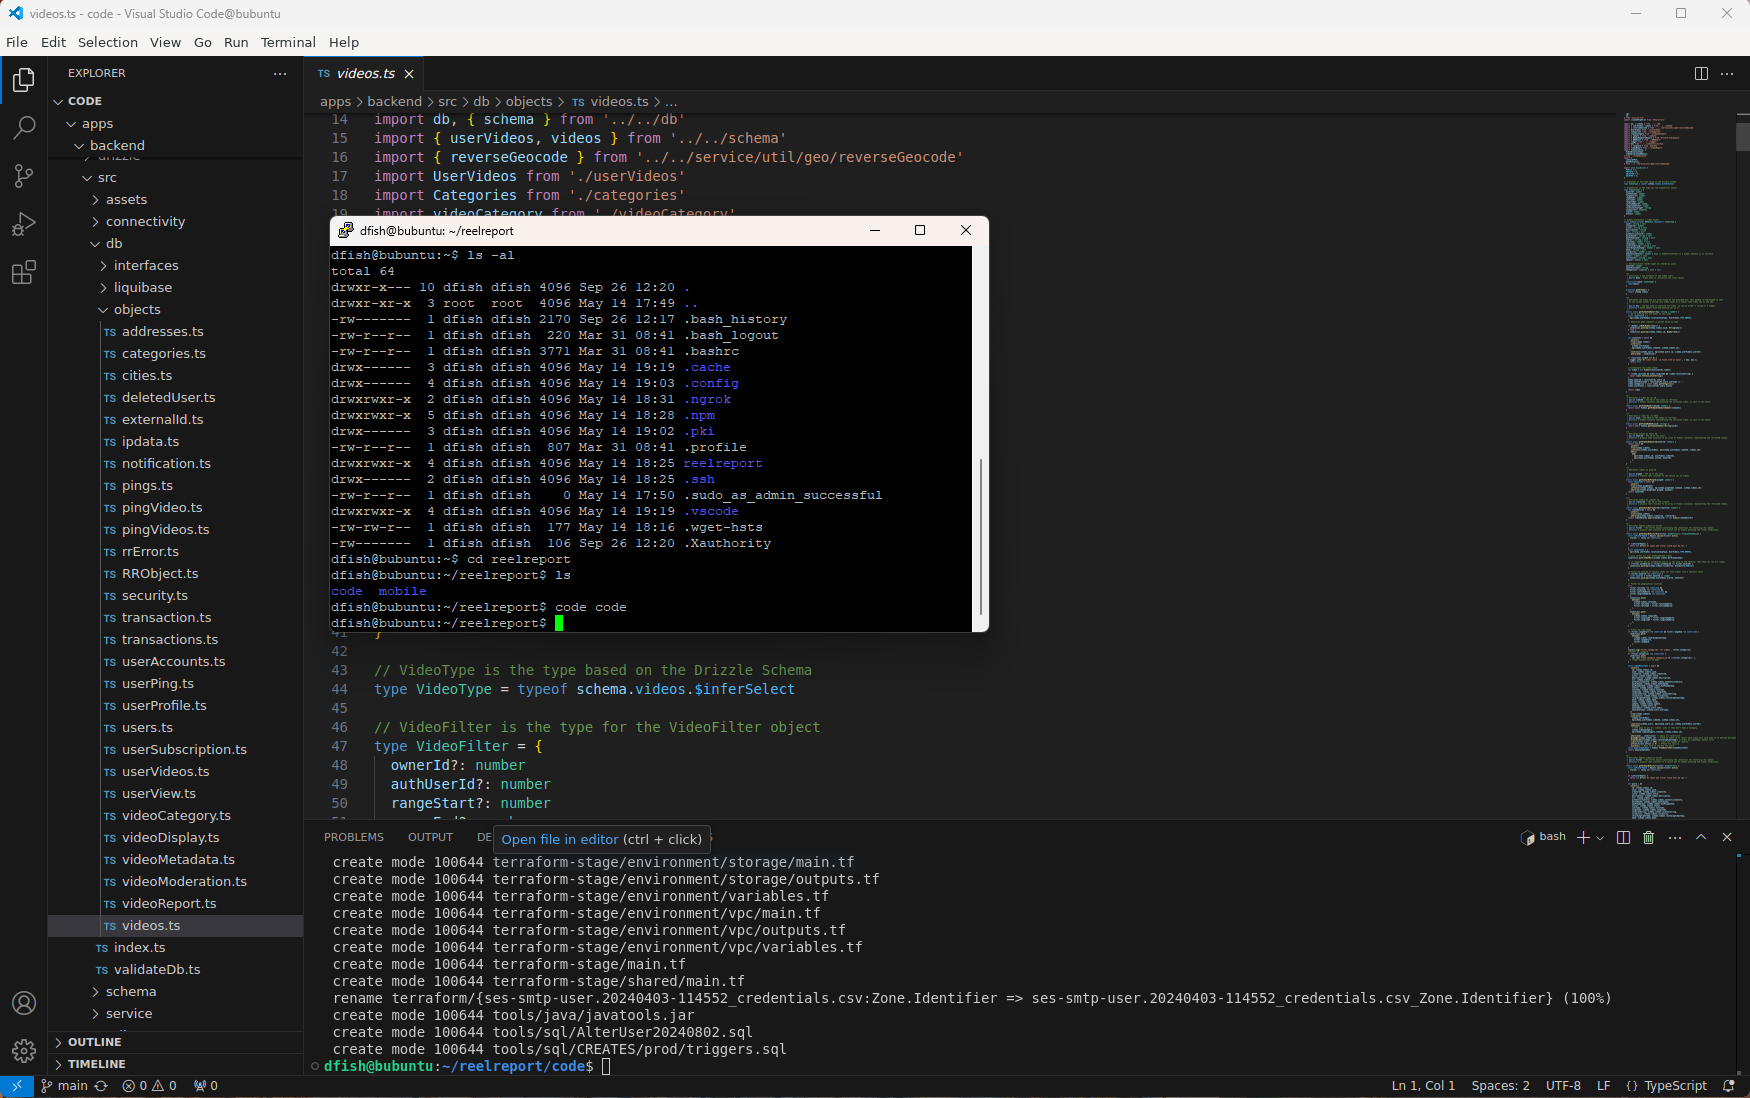 videos.ts - code - Visual Studio Code@bubuntu
File Edit Selection View Go Run Terminal Help
EXPLORER
CODE
apps
backend
drizzle
src
assets
connectivity
db
interfaces
liquibase
objects
TS addresses.ts
TS categories.ts
TS cities.ts
TS deletedUser.ts
TS externalId.ts
TS ipdata.ts
TS notification.ts
TS pings.ts
TS pingVideo.ts
TS pingVideos.ts
TS rrError.ts
TS RRObject.ts
TS security.ts
TS transaction.ts
TS transactions.ts
TS userAccounts.ts
TS userPing.ts
TS userProfile.ts
TS users.ts
TS userSubscription.ts
TS userVideos.ts
TS userView.ts
TS videoCategory.ts
TS videoDisplay.ts
TS videoMetadata.ts
TS videoModeration.ts
TS videoReport.ts
TS videos.ts
TS index.ts
TS validateDb.ts
schema
service
OUTLINE
TIMELINE
TS videos.ts
apps > backend > src > db > objects > TS videos.ts > ...
14 import db, { schema } from '../../db'
15 import { userVideos, videos } from '../../schema'
16 import { reverseGeocode } from '../../service/util/geo/reverseGeocode'
17 import UserVideos from './userVideos'
18 import Categories from './categories'
19 import videoCategory from './videoCategory'
dfish@bubuntu: ~/reelreport
dfish@bubuntu:~$ ls -al
total 64
drwxr-x--- 10 dfish dfish 4096 Sep 26 12:20 .
drwxr-xr-x 3 root root 4096 May 14 17:49 ..
-rw------- 1 dfish dfish 2170 Sep 26 12:17 .bash_history
-rw-r--r-- 1 dfish dfish 220 Mar 31 08:41 .bash_logout
-rw-r--r-- 1 dfish dfish 3771 Mar 31 08:41 .bashrc
drwx------ 3 dfish dfish 4096 May 14 19:19 .cache
drwx------ 4 dfish dfish 4096 May 14 19:03 .config
drwxrwxr-x 2 dfish dfish 4096 May 14 18:31 .ngrok
drwxrwxr-x 5 dfish dfish 4096 May 14 18:28 .npm
drwx------ 3 dfish dfish 4096 May 14 19:02 .pki
-rw-r--r-- 1 dfish dfish 807 Mar 31 08:41 .profile
drwxrwxr-x 4 dfish dfish 4096 May 14 18:25 reelreport
drwx------ 2 dfish dfish 4096 May 14 18:25 .ssh
-rw-r--r-- 1 dfish dfish 0 May 14 17:50 .sudo_as_admin_successful
drwxrwxr-x 4 dfish dfish 4096 May 14 19:19 .vscode
-rw-rw-r-- 1 dfish dfish 177 May 14 18:16 .wget-hsts
-rw------- 1 dfish dfish 106 Sep 26 12:20 .Xauthority
dfish@bubuntu:~$ cd reelreport
dfish@bubuntu:~/reelreport$ ls
code mobile
dfish@bubuntu:~/reelreport$ code code
dfish@bubuntu:~/reelreport$
41 }
42
43 // VideoType is the type based on the Drizzle Schema
44 type VideoType = typeof schema.videos.$inferSelect
45
46 // VideoFilter is the type for the VideoFilter object
47 type VideoFilter = {
48 ownerId?: number
49 authUserId?: number
50 rangeStart?: number
PROBLEMS OUTPUT DE
Open file in editor (ctrl + click)
bash
create mode 100644 terraform-stage/environment/storage/main.tf
create mode 100644 terraform-stage/environment/storage/outputs.tf
create mode 100644 terraform-stage/environment/variables.tf
create mode 100644 terraform-stage/environment/vpc/main.tf
create mode 100644 terraform-stage/environment/vpc/outputs.tf
create mode 100644 terraform-stage/environment/vpc/variables.tf
create mode 100644 terraform-stage/main.tf
create mode 100644 terraform-stage/shared/main.tf
rename terraform/{ses-smtp-user.20240403-114552_credentials.csv:Zone.Identifier => ses-smtp-user.20240403-114552_credentials.csv_Zone.Identifier} (100%)
create mode 100644 tools/java/javatools.jar
create mode 100644 tools/sql/AlterUser20240802.sql
create mode 100644 tools/sql/CREATES/prod/triggers.sql
dfish@bubuntu:~/reelreport/code$
main 0 0 0 Ln 1, Col 1 Spaces: 2 UTF-8 LF {} TypeScript